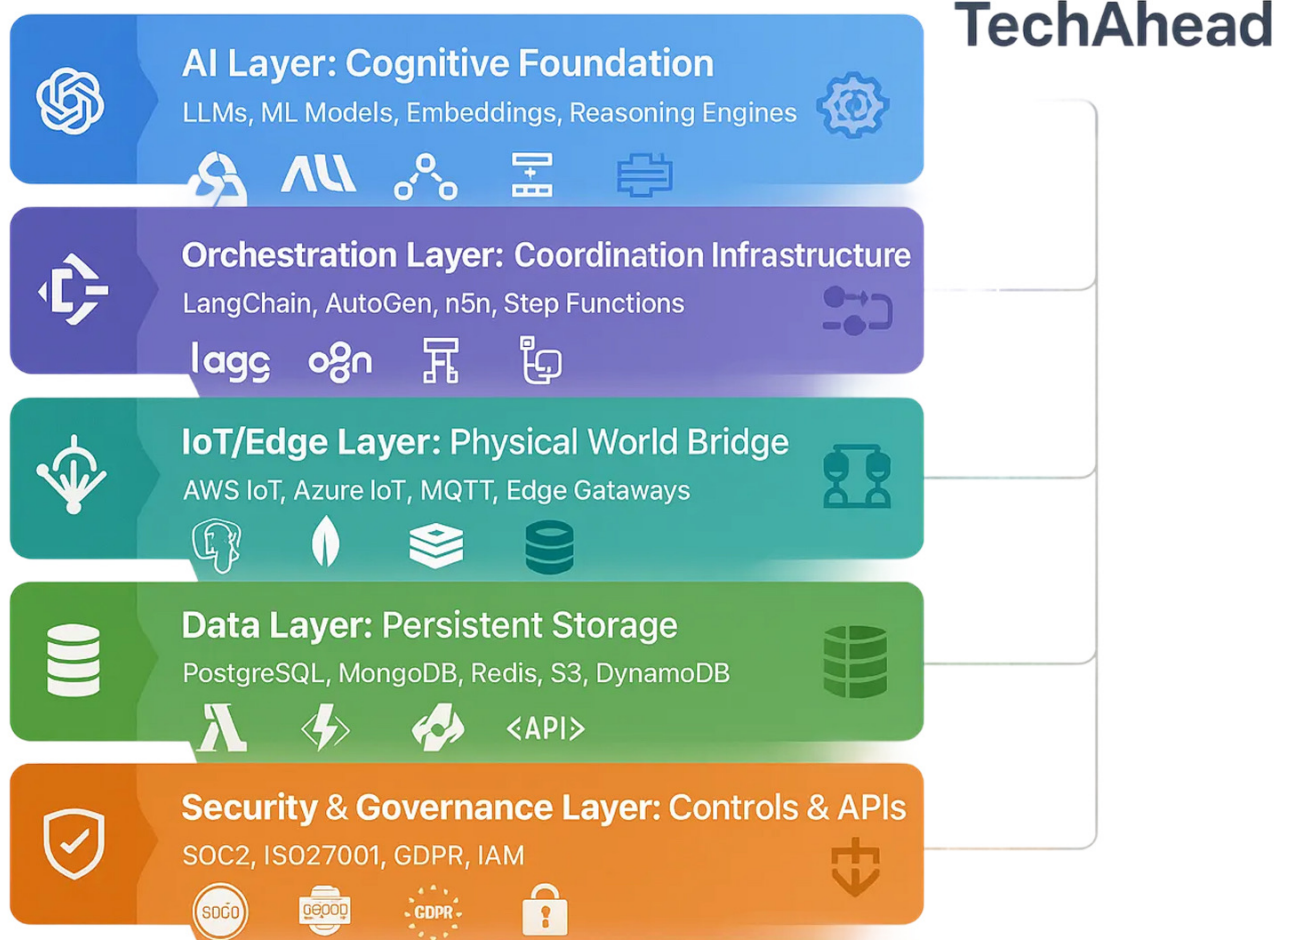 TechAhead
AI Layer: Cognitive Foundation
LLMs, ML Models, Embeddings, Reasoning Engines
Orchestration Layer: Coordination Infrastructure
LangChain, AutoGen, n5n, Step Functions
lagc o8n
IoT/Edge Layer: Physical World Bridge
AWS IoT, Azure IoT, MQTT, Edge Gataways
Data Layer: Persistent Storage
PostgreSQL, MongoDB, Redis, S3, DynamoDB
<API>
Security & Governance Layer: Controls & APIs
SOC2, ISO27001, GDPR, IAM
GDPR